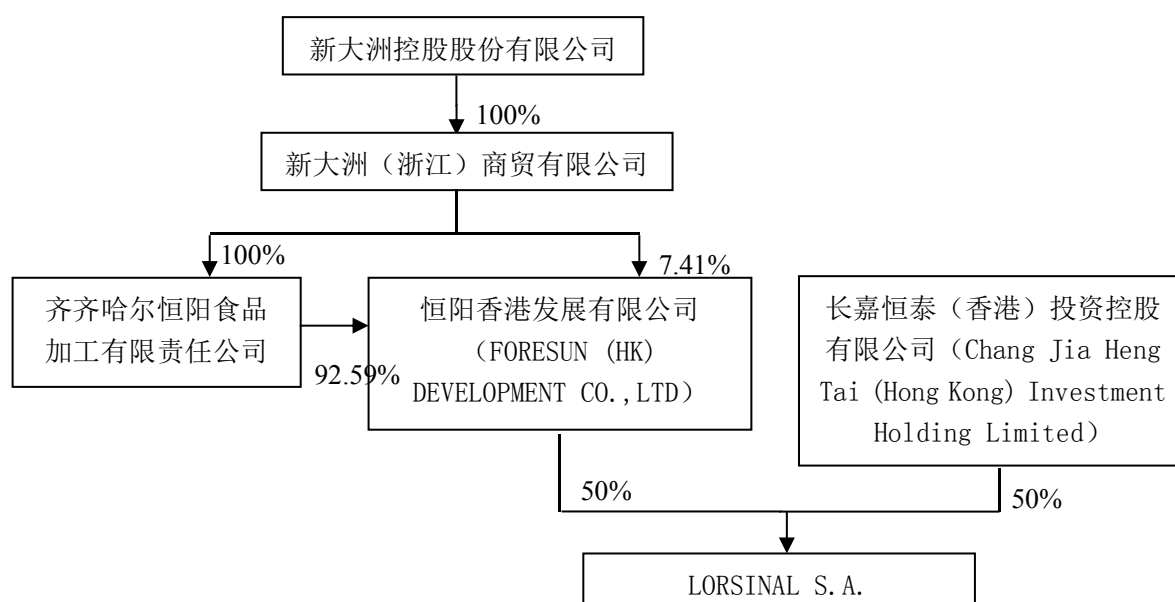 新大洲控股股份有限公司
100%
新大洲（浙江）商贸有限公司
100%
7.41%
齐齐哈尔恒阳食品
加工有限责任公司
92.59%
恒阳香港发展有限公司
（FORESUN (HK)
DEVELOPMENT CO.,LTD）
长嘉恒泰（香港）投资控股
有限公司（Chang Jia Heng
Tai (Hong Kong) Investment
Holding Limited）
50%
50%
LORSINAL S.A.